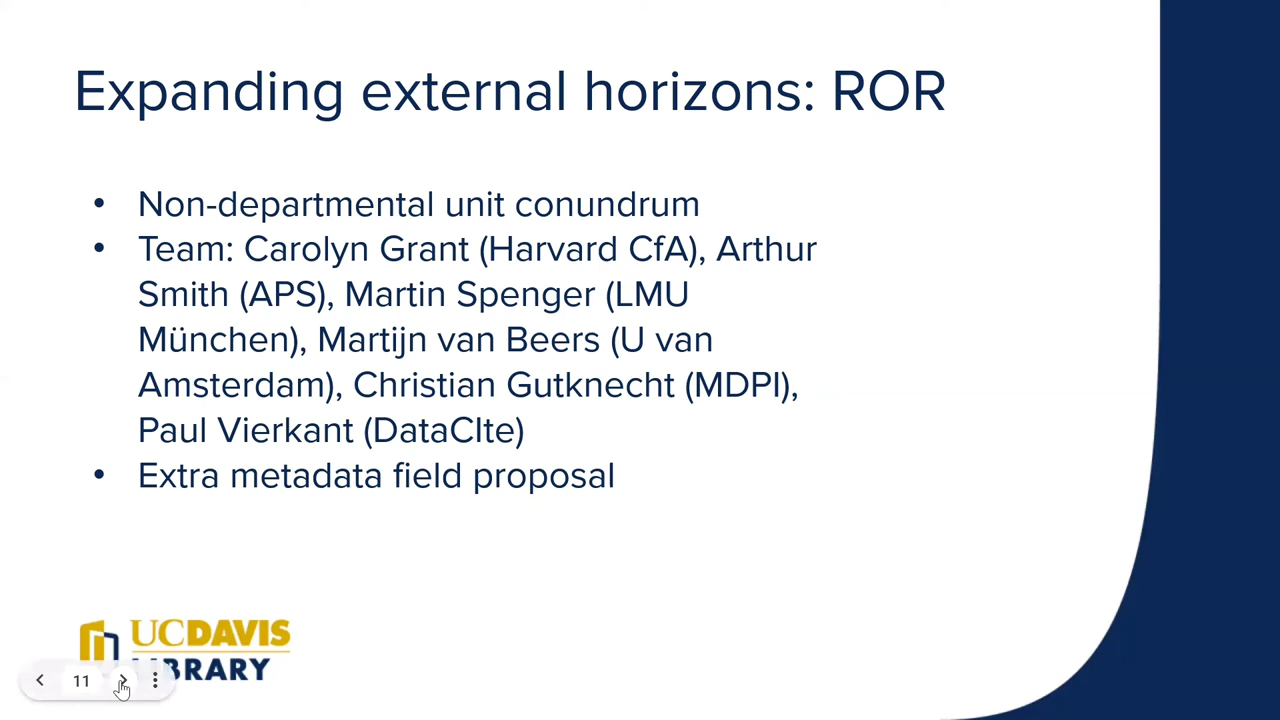 Expanding external horizons: ROR
• Non-departmental unit conundrum
• Team: Carolyn Grant (Harvard CfA), Arthur
Smith (APS), Martin Spenger (LMU
München), Martijn van Beers (U van
Amsterdam), Christian Gutknecht (MDPI),
Paul Vierkant (DataCIte)
• Extra metadata field proposal
UCDAVIS
LIBRARY
11